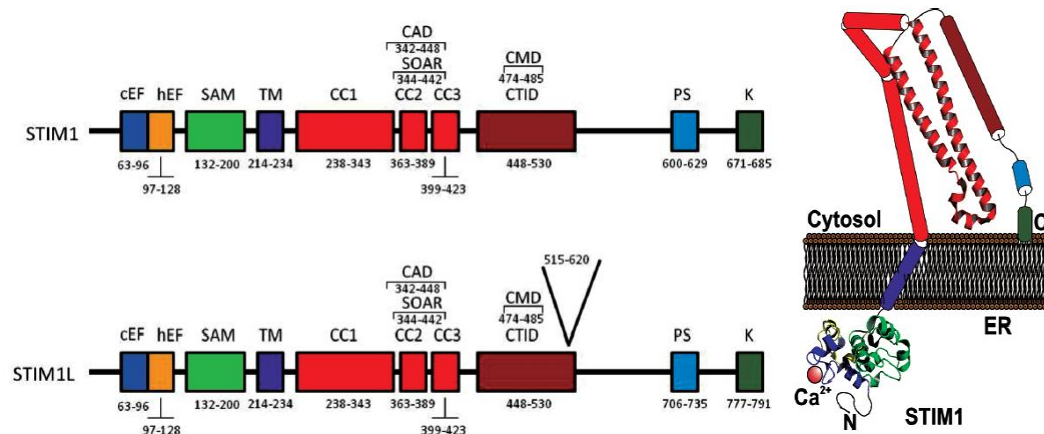 CAD
342-448
SOAR
344-442
CMD
474-485
cEF hEF SAM TM CC1 CC2 CC3 CTID PS K
STIM1
63-96 132-200 214-234 238-343 363-389 448-530 600-629 671-685
97-128 399-423
515-620
CAD
342-448
SOAR
344-442
CMD
474-485
cEF hEF SAM TM CC1 CC2 CC3 CTID PS K
STIM1L
63-96 132-200 214-234 238-343 363-389 448-530 706-735 777-791
97-128 399-423
Cytosol C
ER
Ca2+
N STIM1